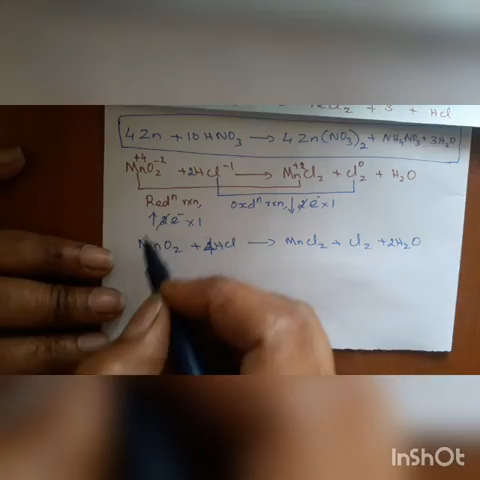 + HCl
4Zn + 10HNO3 → 4Zn(NO3)2 + NH4NO3 + 3H2O
+4 -2 -1 +2 0
MnO2 + 2HCl → MnCl2 + Cl2 + H2O
Redⁿ rxn, oxdⁿ rxn, ↓ 2e⁻ × 1
↑ 2e⁻ × 1
MnO2 + 4HCl → MnCl2 + Cl2 + 2H2O
InShOt